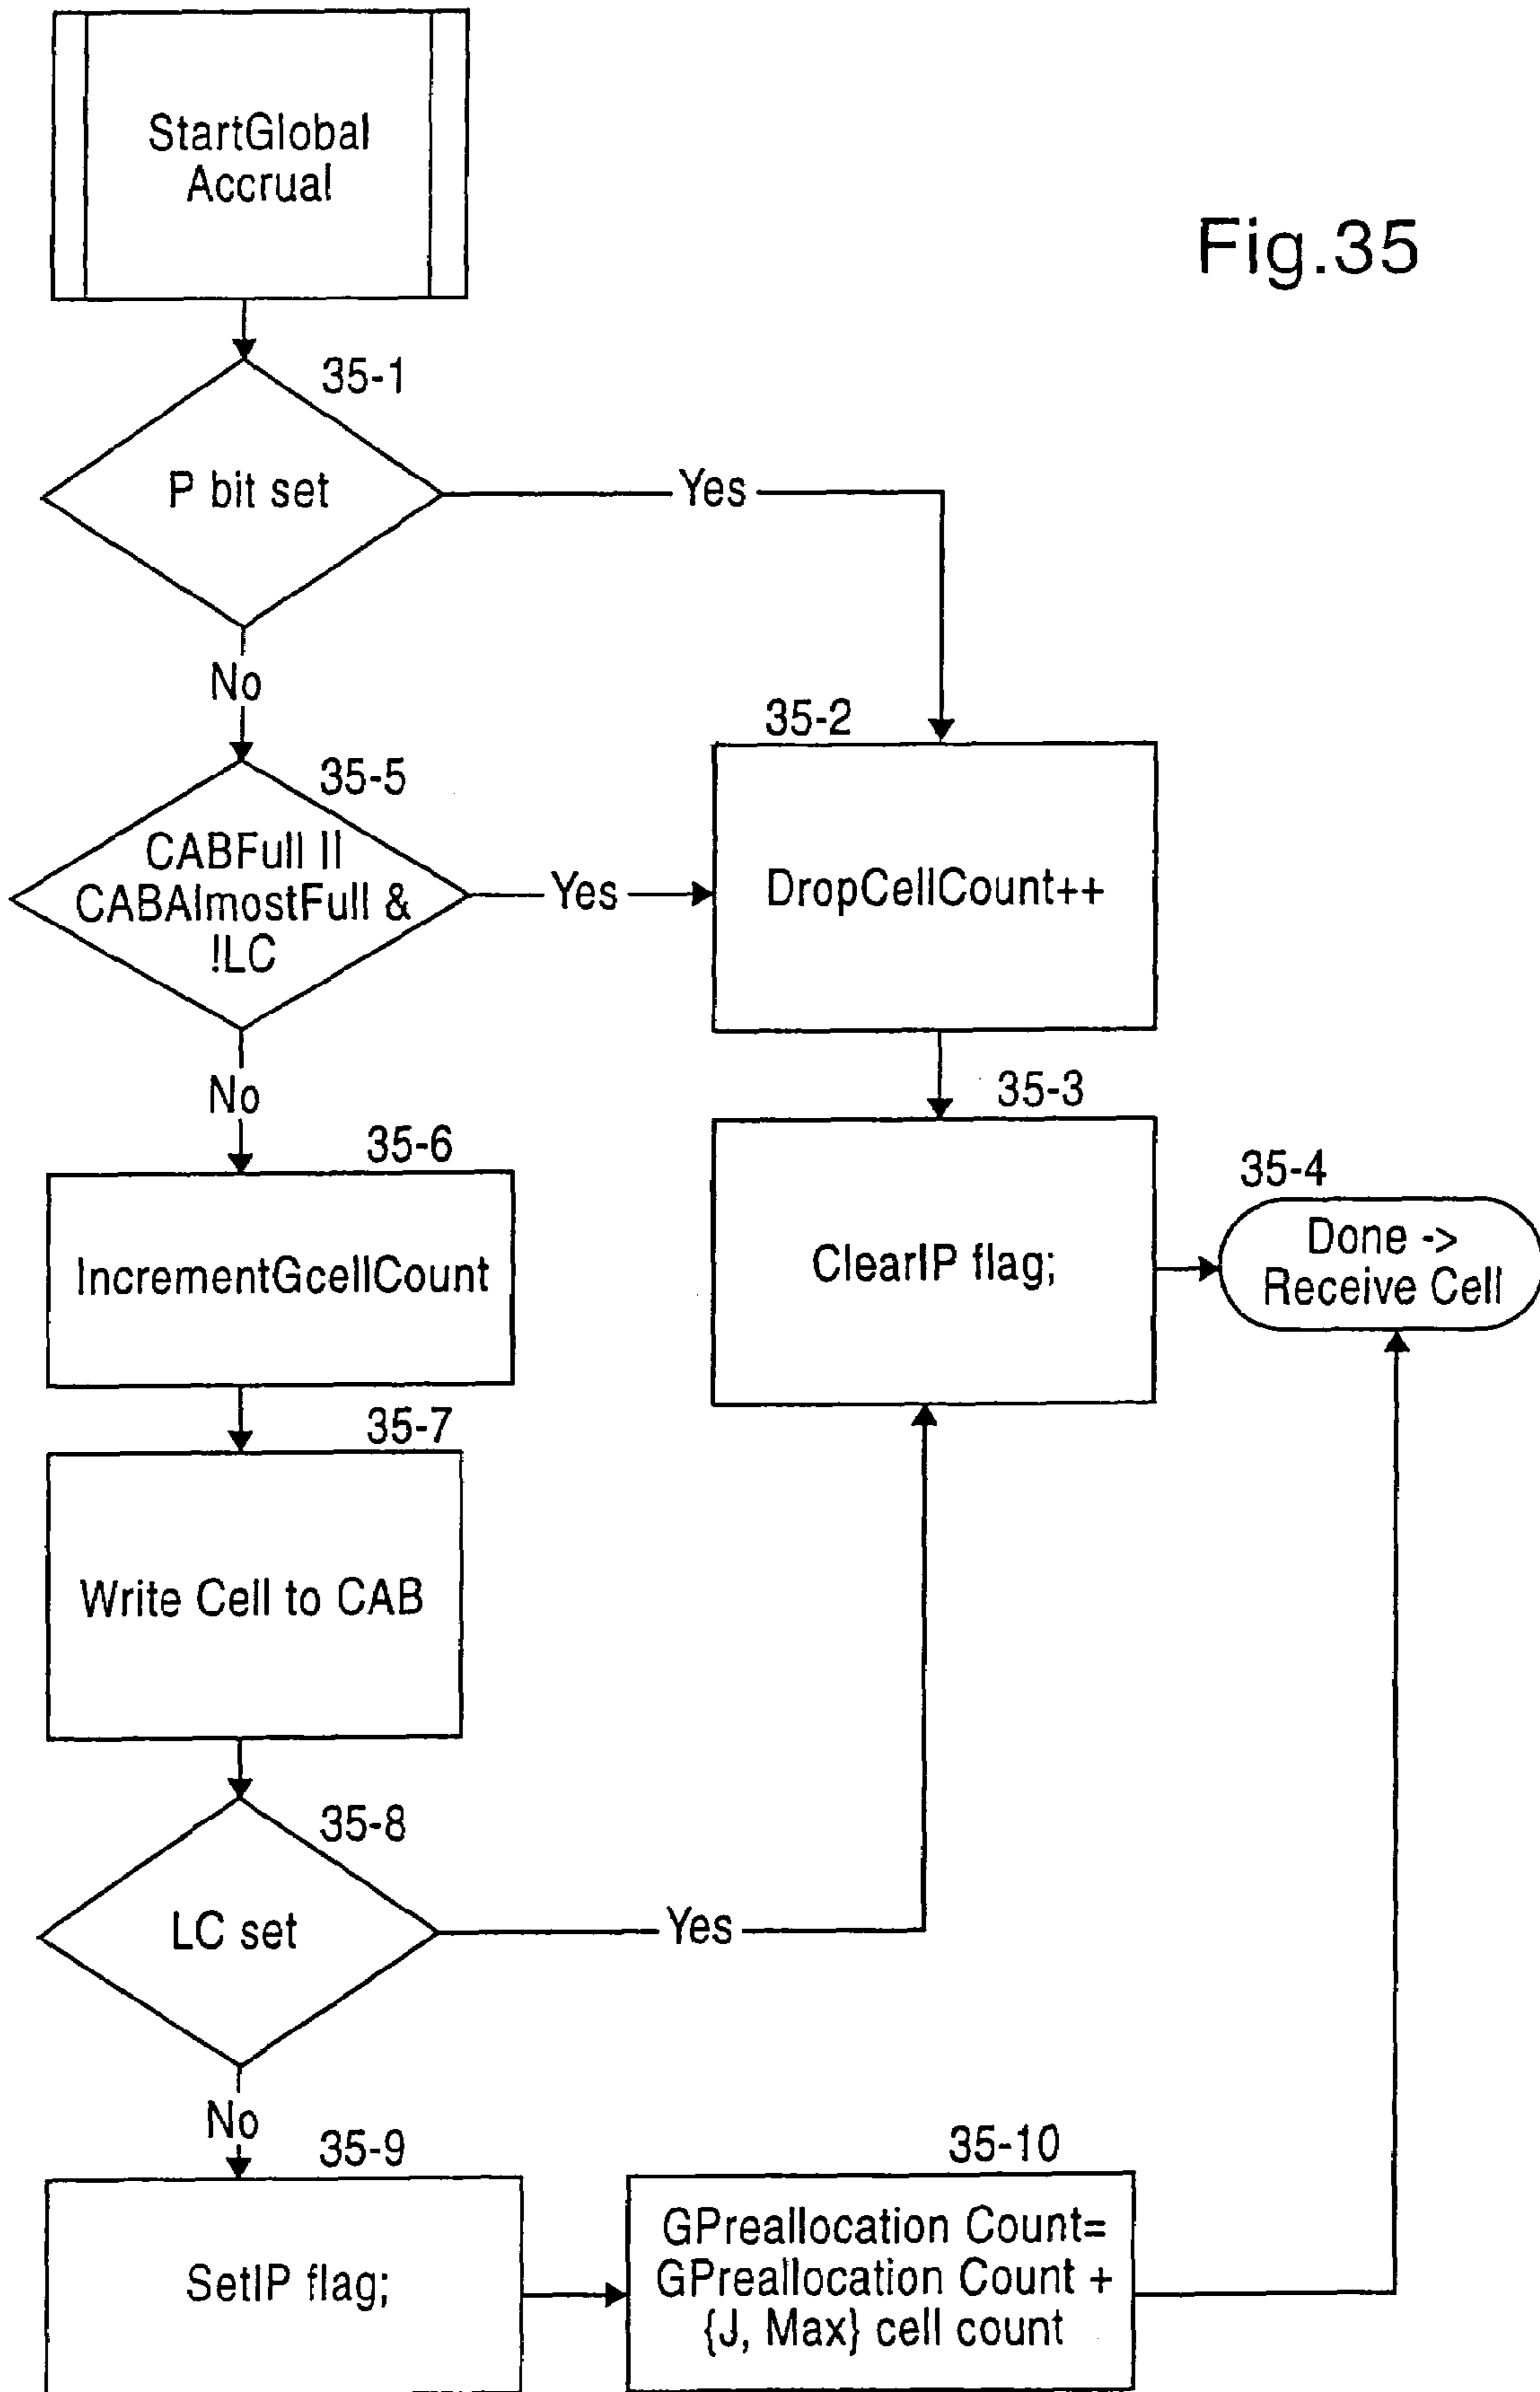 StartGlobal
Accrual
Fig.35
35-1
P bit set
Yes
No
35-2
35-5
CABFull ||
CABAlmostFull &
!LC
Yes
DropCellCount++
No
35-3
35-6
35-4
IncrementGcellCount
ClearIP flag;
Done ->
Receive Cell
35-7
Write Cell to CAB
35-8
LC set
Yes
No
35-9
35-10
SetIP flag;
GPreallocation Count=
GPreallocation Count +
{J, Max} cell count